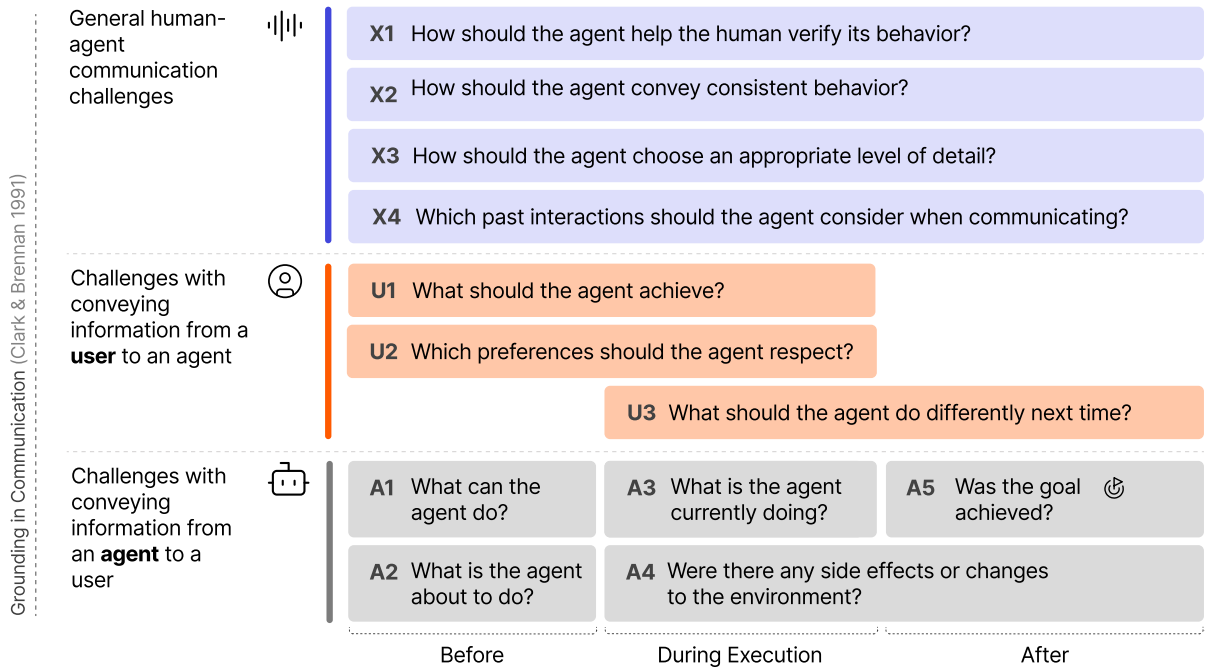 General human-
agent
communication
challenges
X1 How should the agent help the human verify its behavior?
X2 How should the agent convey consistent behavior?
X3 How should the agent choose an appropriate level of detail?
X4 Which past interactions should the agent consider when communicating?
Grounding in Communication (Clark & Brennan 1991)
Challenges with
conveying
information from a
user to an agent
U1 What should the agent achieve?
U2 Which preferences should the agent respect?
U3 What should the agent do differently next time?
Challenges with
conveying
information from
an agent to a
user
A1 What can the
agent do?
A3 What is the agent
currently doing?
A5 Was the goal
achieved?
A2 What is the agent
about to do?
A4 Were there any side effects or changes
to the environment?
Before
During Execution
After